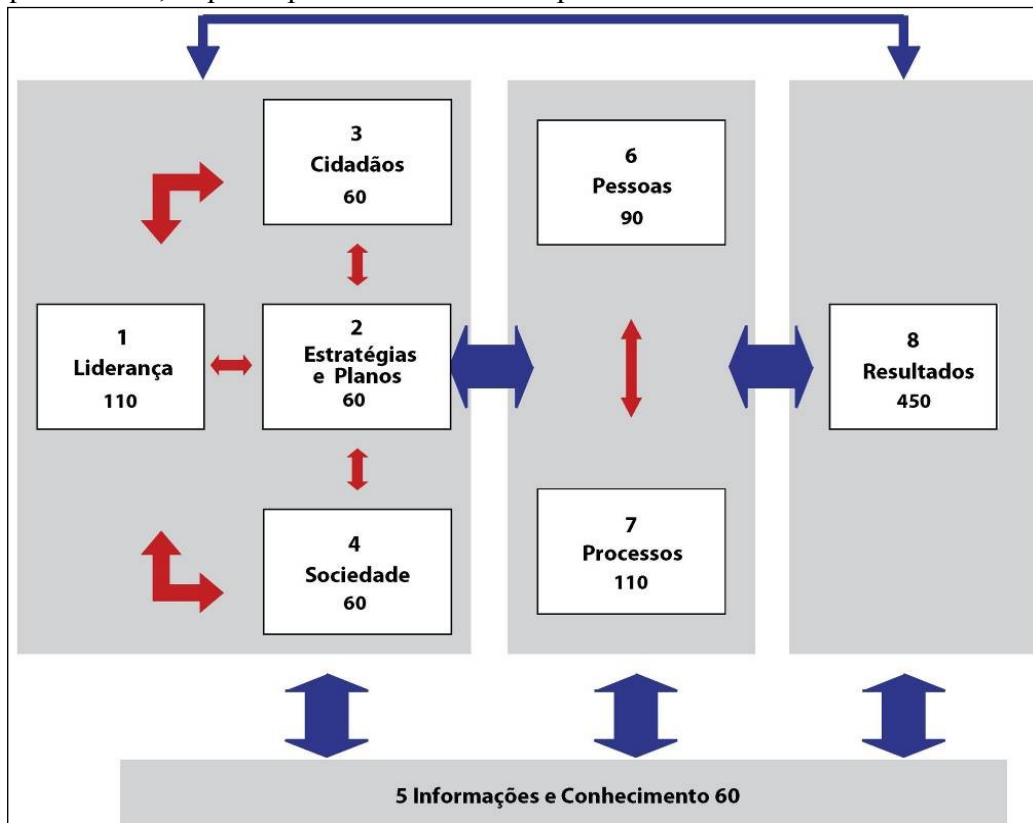 3
Cidadãos
60
6
Pessoas
90
1
Liderança
110
2
Estratégias
e Planos
60
8
Resultados
450
4
Sociedade
60
7
Processos
110
5 Informações e Conhecimento 60